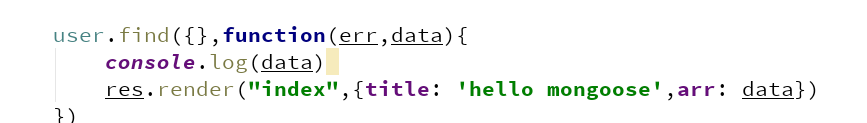 user.find({},function(err,data){
    console.log(data)
    res.render("index",{title: 'hello mongoose',arr: data})
})